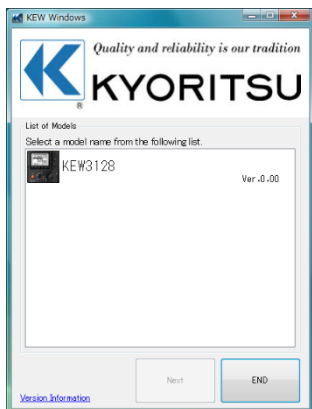 KEW Windows
Quality and reliability is our tradition
KYORITSU
®
List of Models
Select a model name from the following list.
KEW3128
Ver.0.00
Next
END
Version Information